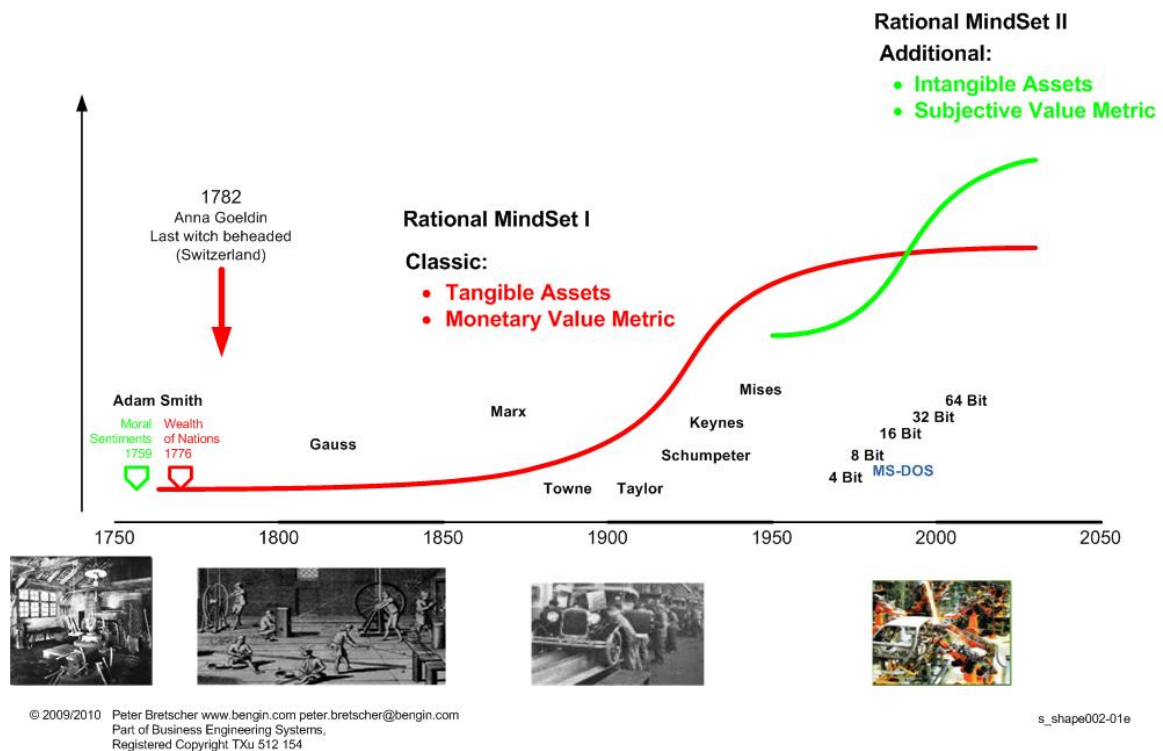 Rational MindSet II
Additional:
• Intangible Assets
• Subjective Value Metric
1782
Anna Goeldin
Last witch beheaded
(Switzerland)
Rational MindSet I
Classic:
• Tangible Assets
• Monetary Value Metric
Adam Smith
Moral
Sentiments
1759
Wealth
of Nations
1776
Gauss
Marx
Towne
Taylor
Mises
Keynes
Schumpeter
64 Bit
32 Bit
16 Bit
8 Bit
MS-DOS
4 Bit
1750 1800 1850 1900 1950 2000 2050
© 2009/2010 Peter Bretscher www.bengin.com peter.bretscher@bengin.com
Part of Business Engineering Systems,
Registered Copyright TXu 512 154
s_shape002-01e